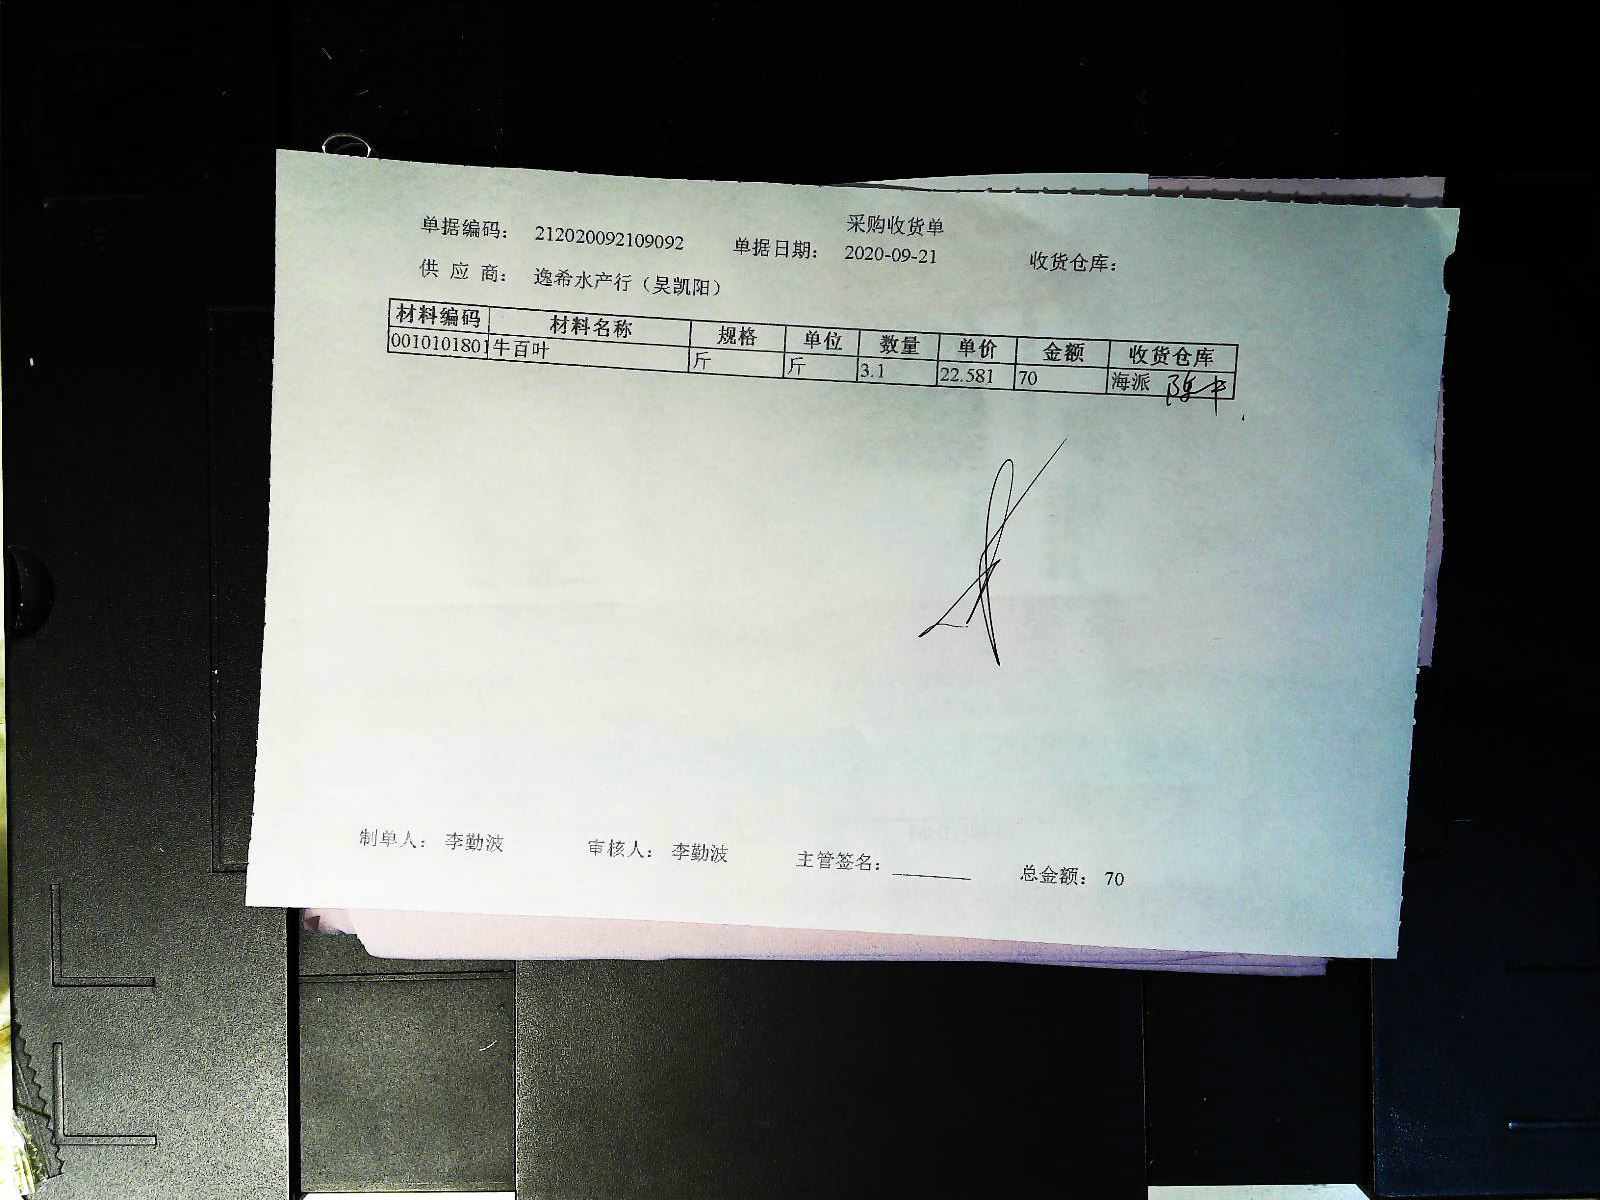 采购收货单
单据编码： 212020092109092 单据日期： 2020-09-21 收货仓库：
供 应 商： 逸希水产行（吴凯阳）
材料编码 材料名称 规格 单位 数量 单价 金额 收货仓库
0010101801 牛百叶 斤 斤 3.1 22.581 70 海派
制单人： 李勤波 审核人： 李勤波 主管签名：________ 总金额： 70